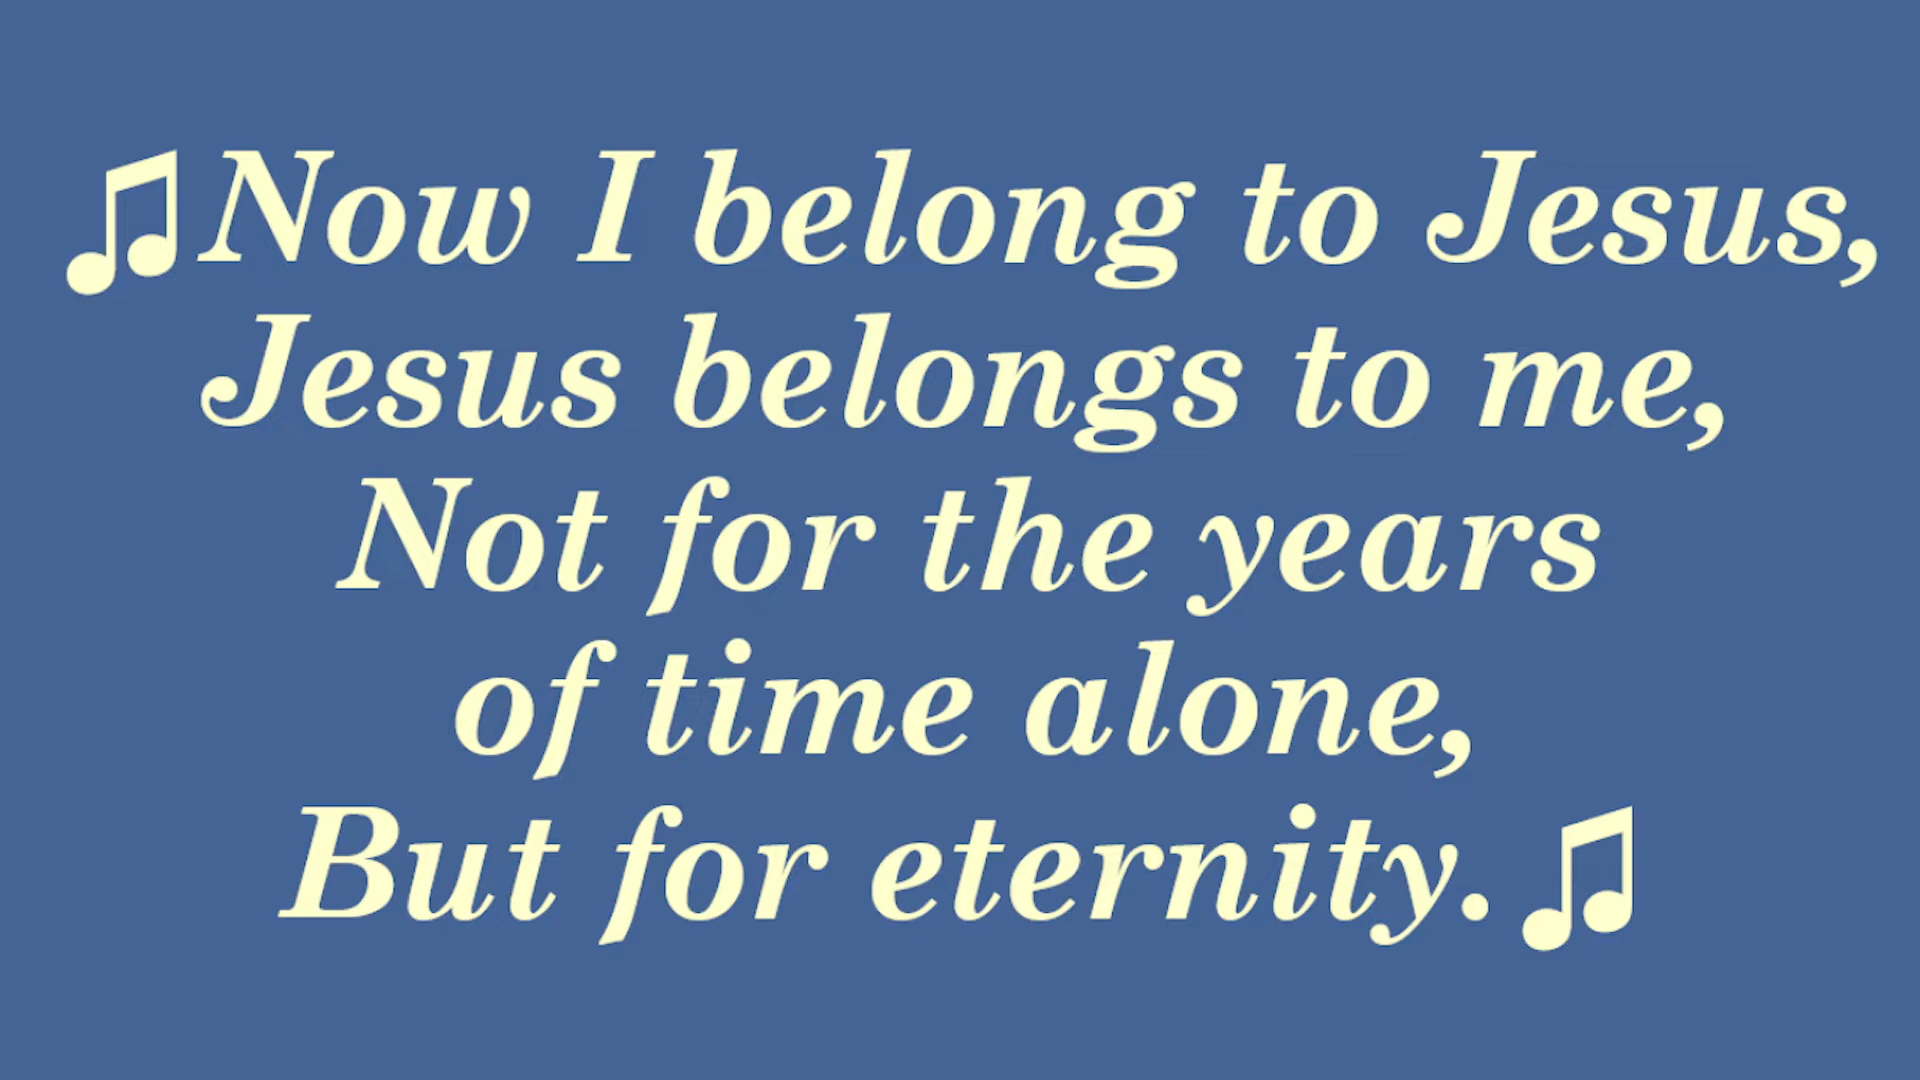 ♫Now I belong to Jesus,
Jesus belongs to me,
Not for the years
of time alone,
But for eternity.♫